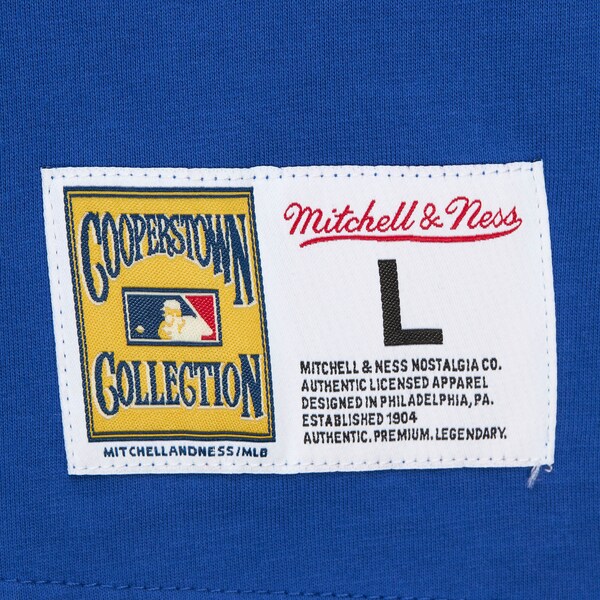 COOPERSTOWN
COLLECTION
MITCHELLANDNESS/MLB
Mitchell & Ness
L
MITCHELL & NESS NOSTALGIA CO.
AUTHENTIC LICENSED APPAREL
DESIGNED IN PHILADELPHIA, PA.
ESTABLISHED 1904
AUTHENTIC. PREMIUM. LEGENDARY.